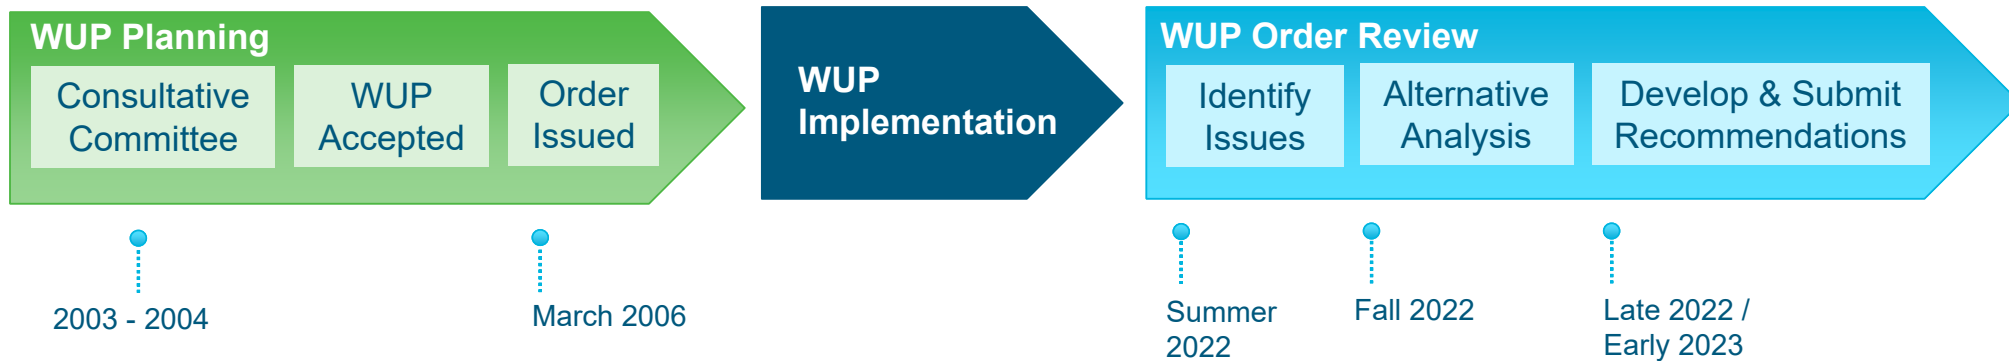 WUP Planning
Consultative
Committee
WUP
Accepted
Order
Issued
WUP
Implementation
WUP Order Review
Identify
Issues
Alternative
Analysis
Develop & Submit
Recommendations
2003 - 2004
March 2006
Summer
2022
Fall 2022
Late 2022 /
Early 2023